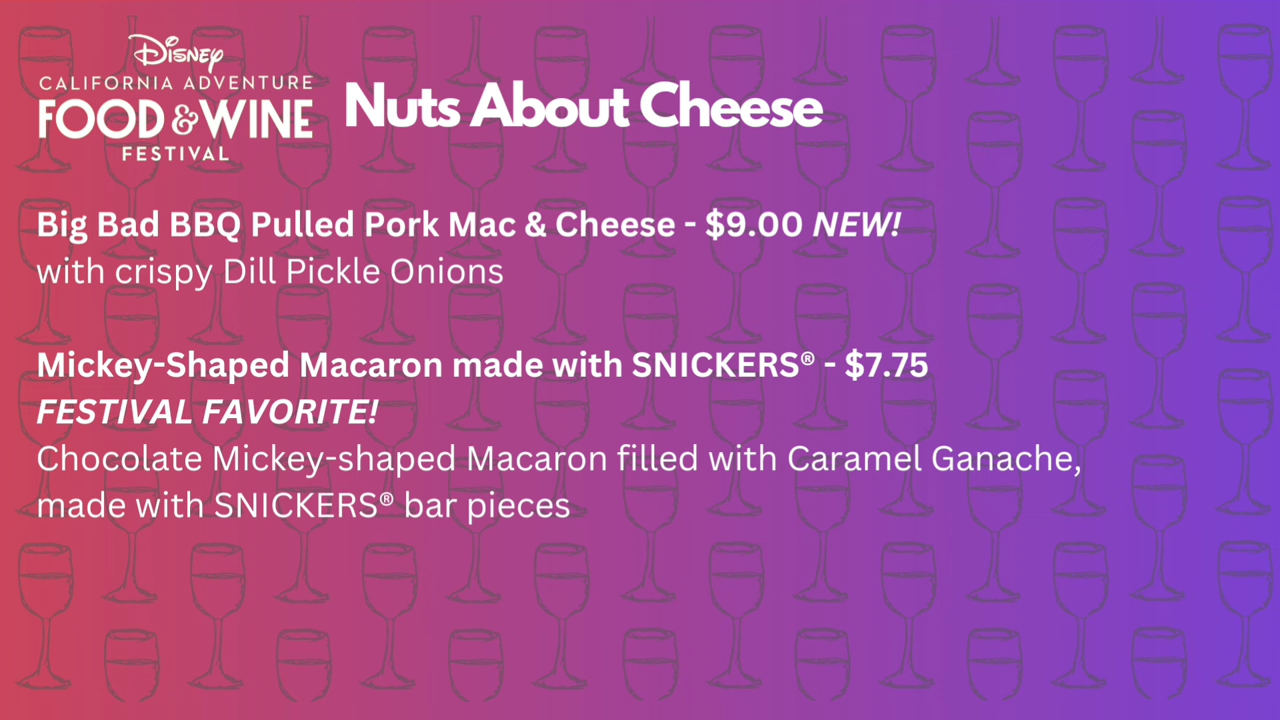 Disney
CALIFORNIA ADVENTURE
FOOD & WINE
FESTIVAL
Nuts About Cheese
Big Bad BBQ Pulled Pork Mac & Cheese - $9.00 NEW!
with crispy Dill Pickle Onions
Mickey-Shaped Macaron made with SNICKERS® - $7.75
FESTIVAL FAVORITE!
Chocolate Mickey-shaped Macaron filled with Caramel Ganache,
made with SNICKERS® bar pieces